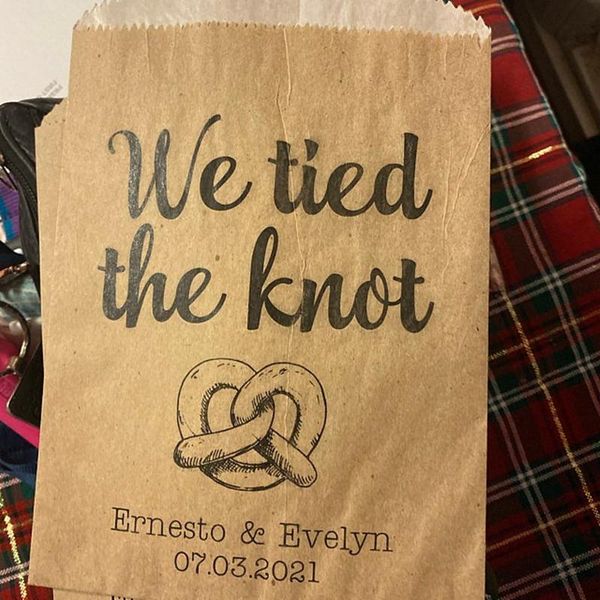 We tied
the knot
Ernesto & Evelyn
07.03.2021